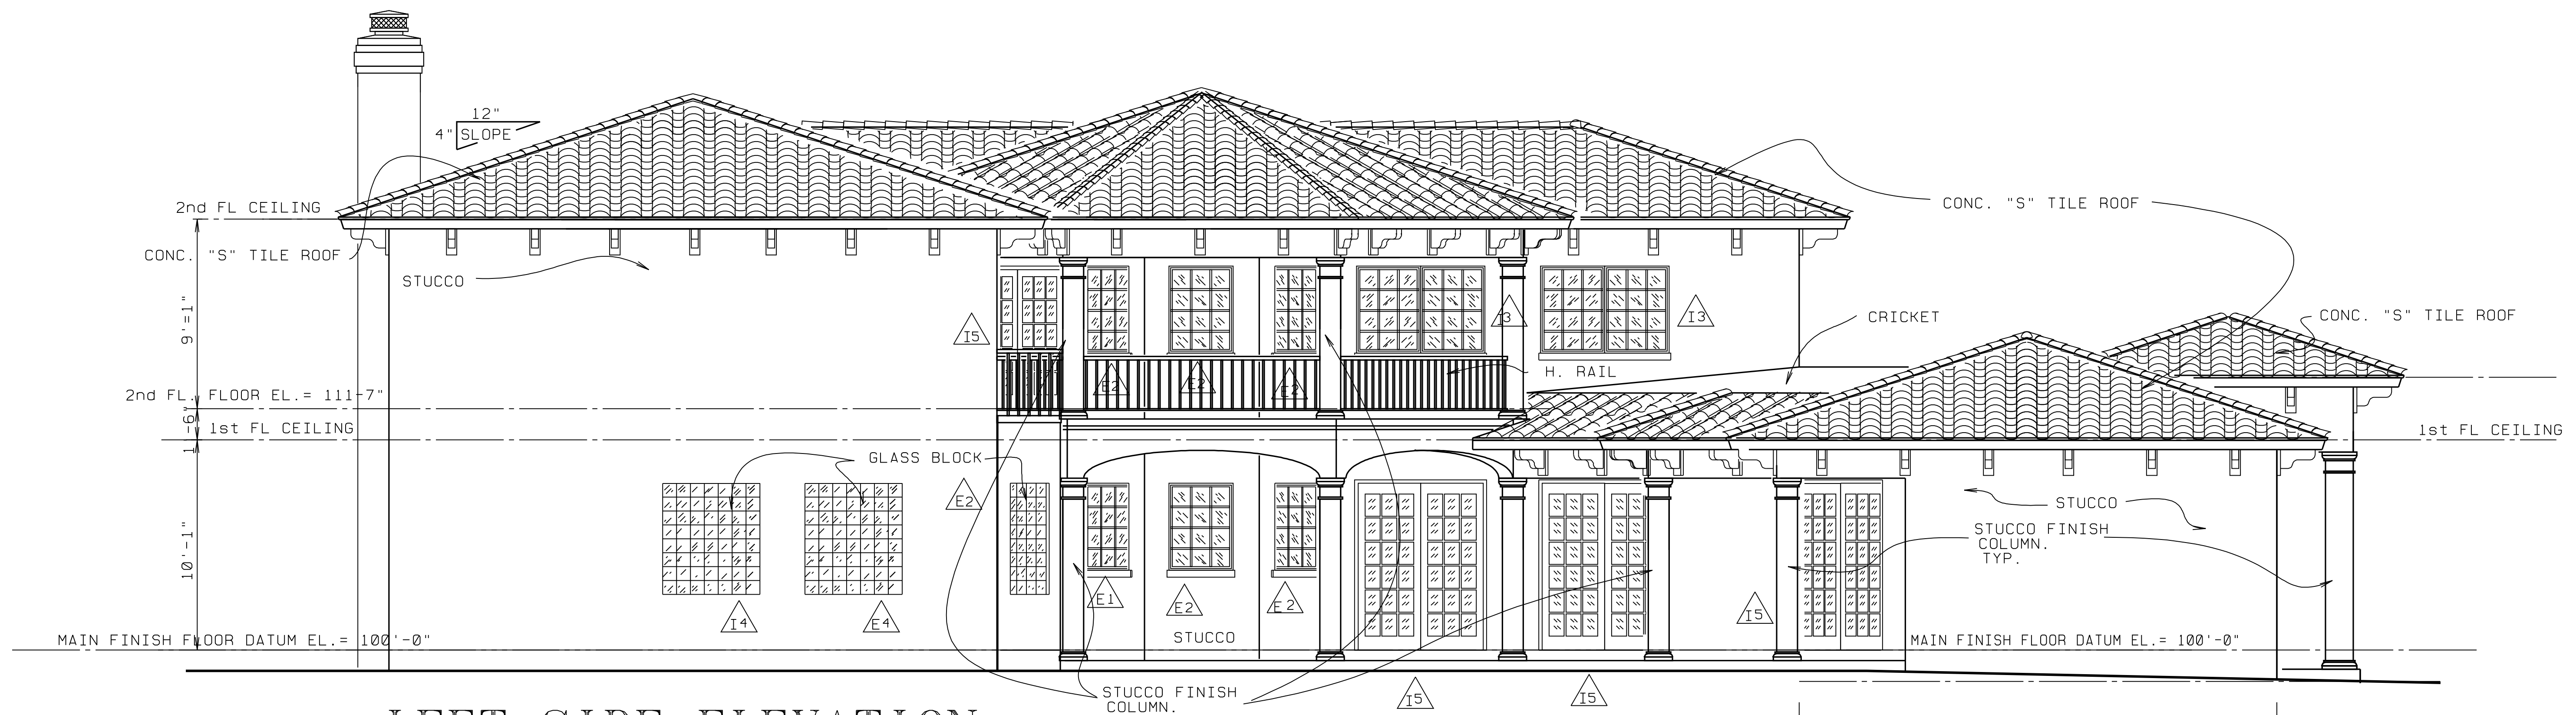 12"
4" SLOPE
2nd FL CEILING
CONC. "S" TILE ROOF
CONC. "S" TILE ROOF
STUCCO
9'=1"
I5
I3
I3
CRICKET
CONC. "S" TILE ROOF
H. RAIL
E2
E2
E2
2nd FL. FLOOR EL.= 111-7"
1 -6"
1st FL CEILING
1st FL CEILING
GLASS BLOCK
E2
STUCCO
STUCCO FINISH
COLUMN.
TYP.
10'-1"
I4
E4
E1
E2
E2
I5
STUCCO
MAIN FINISH FLOOR DATUM EL.= 100'-0"
MAIN FINISH FLOOR DATUM EL.= 100'-0"
STUCCO FINISH
COLUMN.
I5
I5
LEFT SIDE ELEVATION